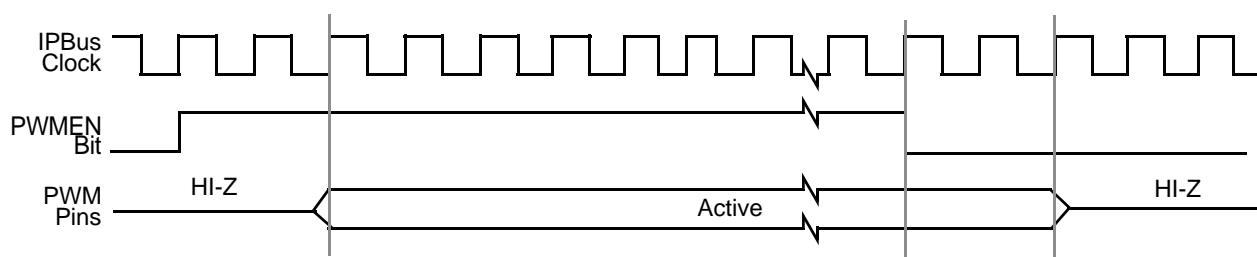 IPBus
Clock
PWMEN
Bit
HI-Z
HI-Z
PWM
Pins
Active